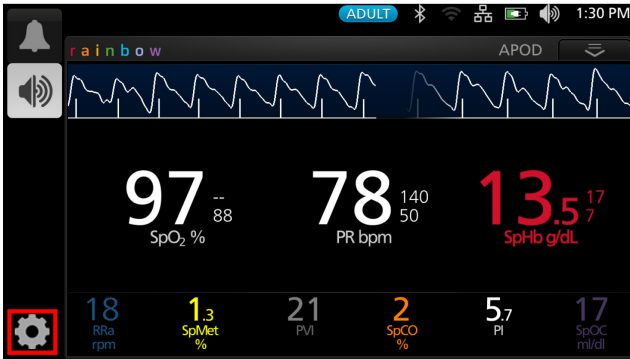 ADULT 1:30 PM
rainbow APOD
97 -- 88
SpO₂ %
78 140 50
PR bpm
13.5 17 7
SpHb g/dL
18
RRa
rpm
1.3
SpMet
%
21
PVI
2
SpCO
%
5.7
PI
17
SpOC
ml/dl